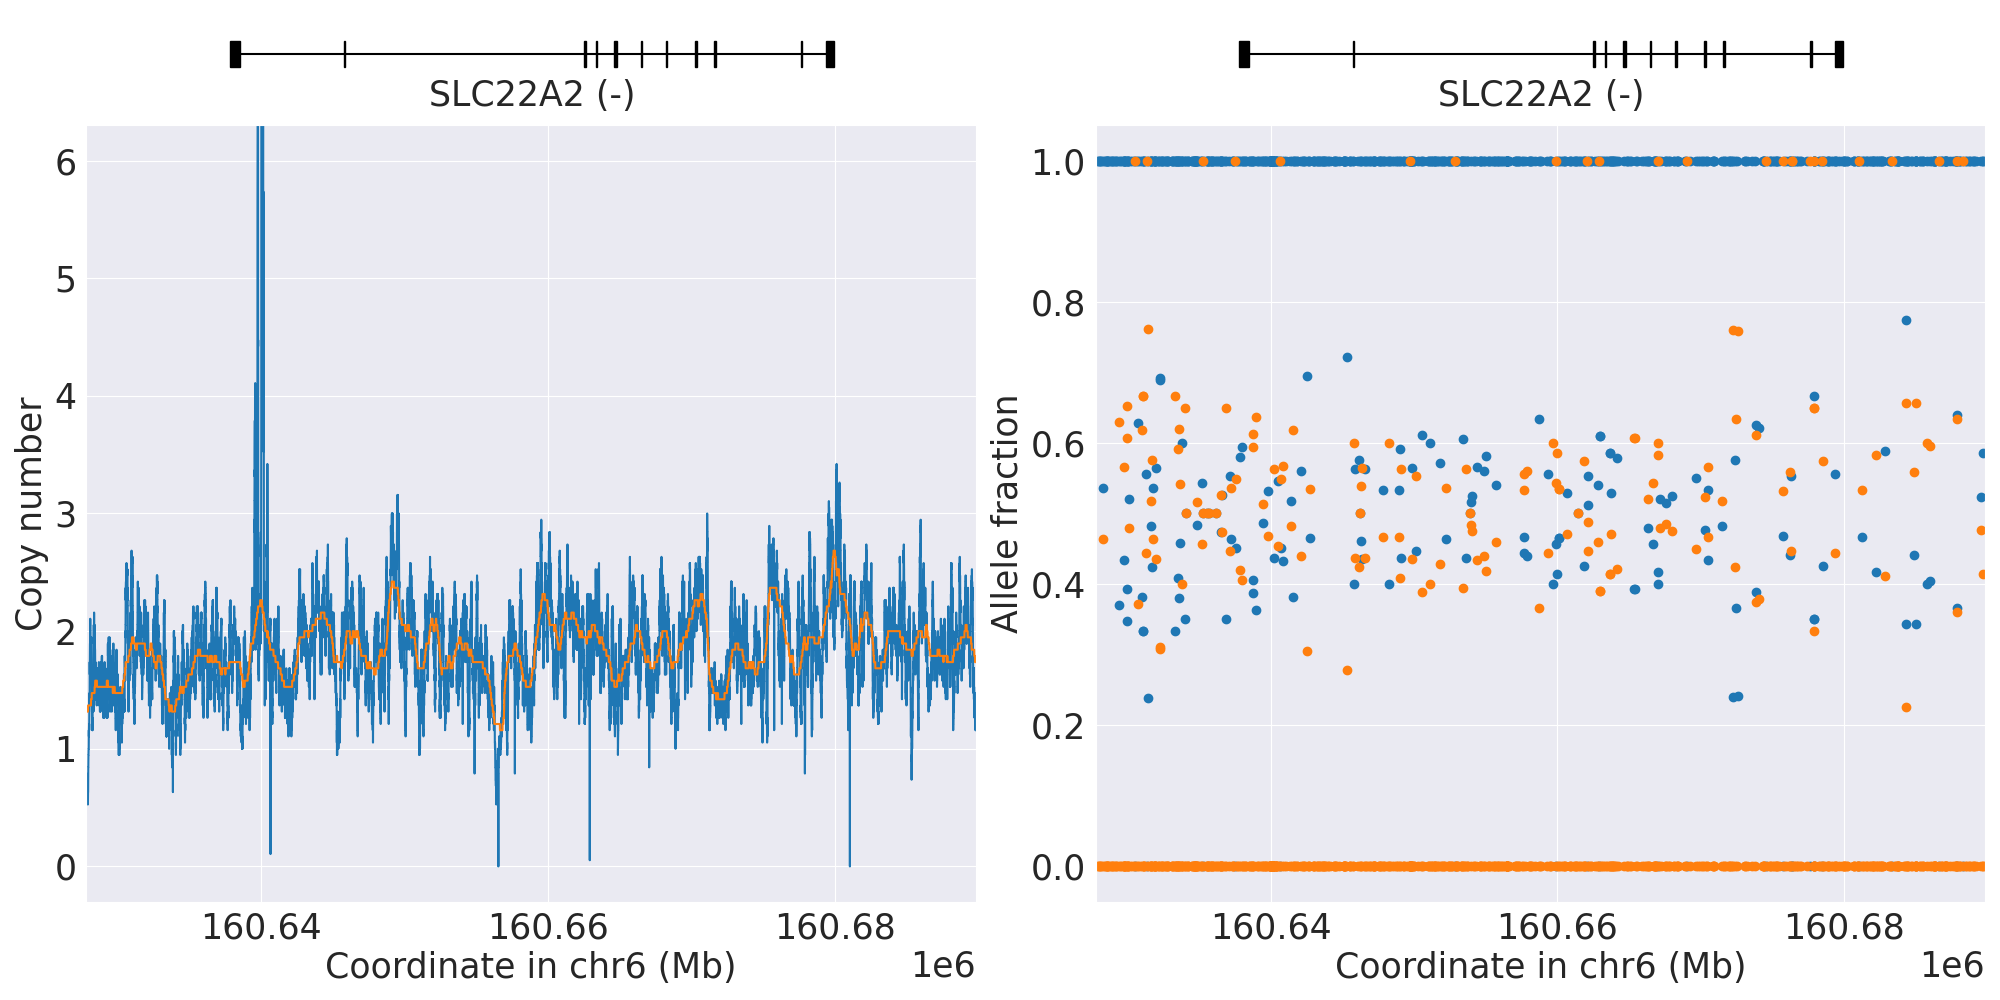 SLC22A2 (-)
6
5
4
3
2
1
0
Copy number
160.64
160.66
160.68
Coordinate in chr6 (Mb)
1e6
SLC22A2 (-)
1.0
0.8
0.6
0.4
0.2
0.0
Allele fraction
160.64
160.66
160.68
Coordinate in chr6 (Mb)
1e6